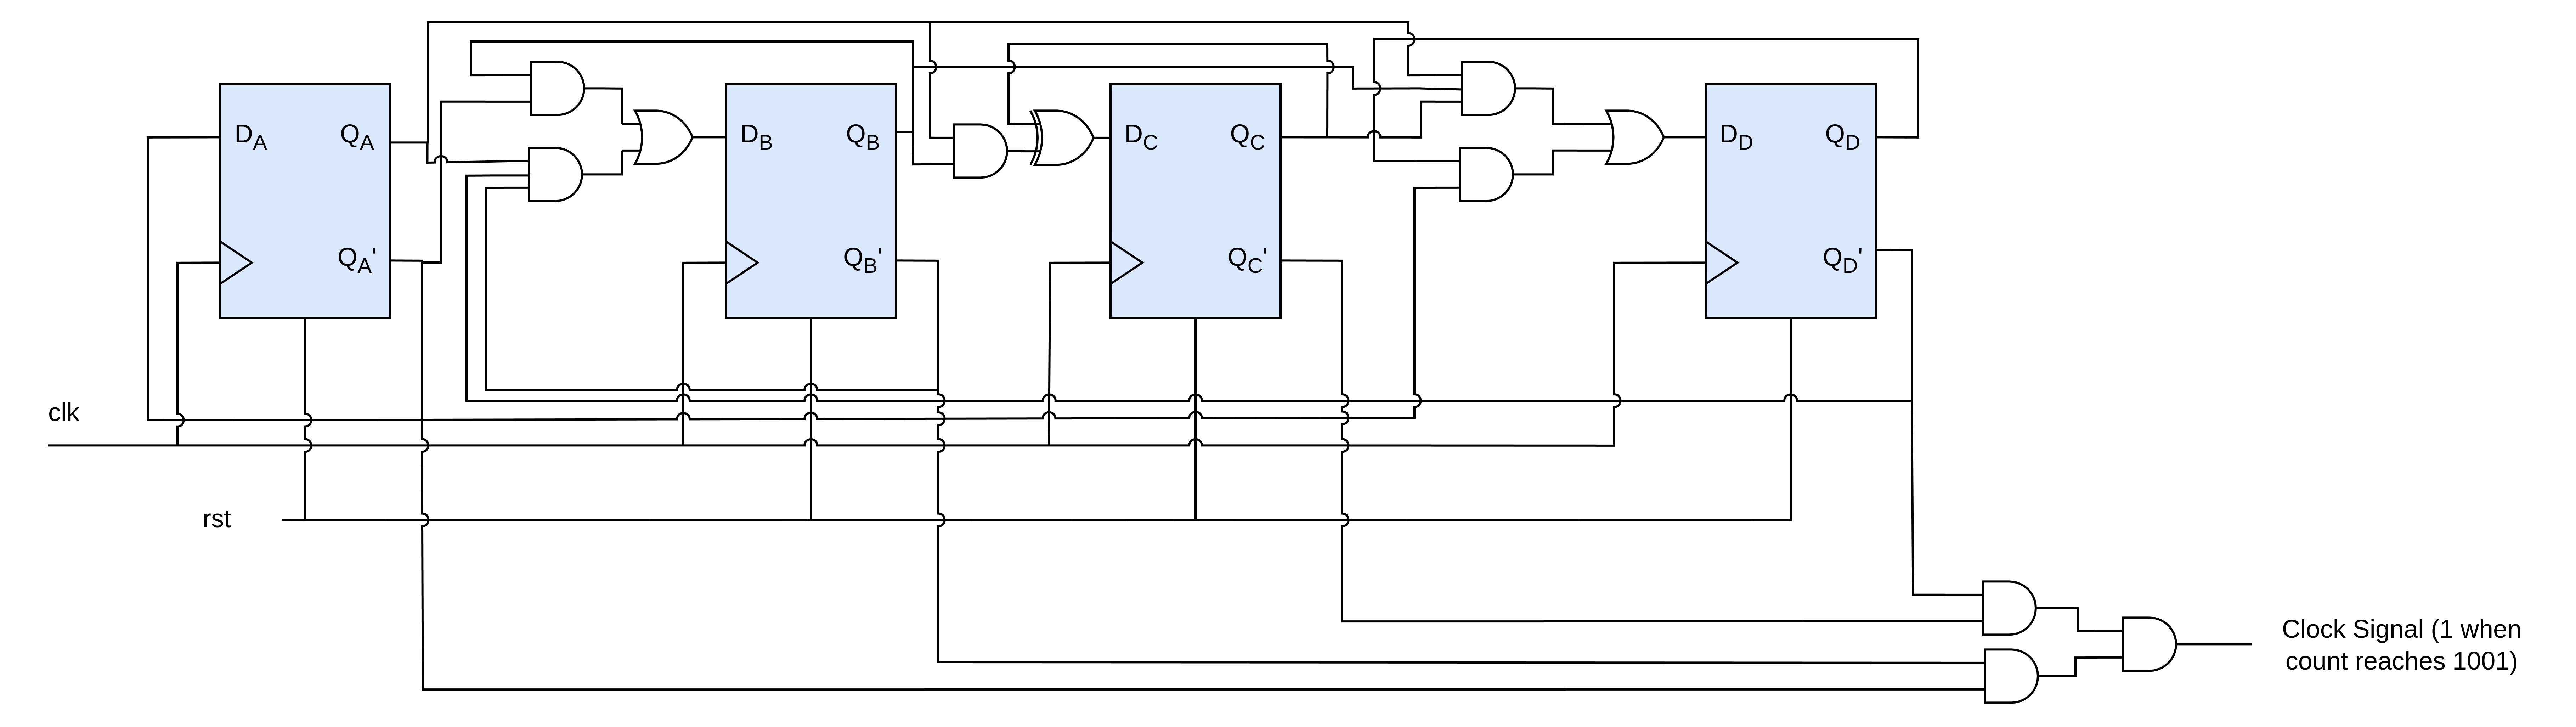 D_A Q_A
D_B Q_B
D_C Q_C
D_D Q_D
Q_A'
Q_B'
Q_C'
Q_D'
clk
rst
Clock Signal (1 when
count reaches 1001)